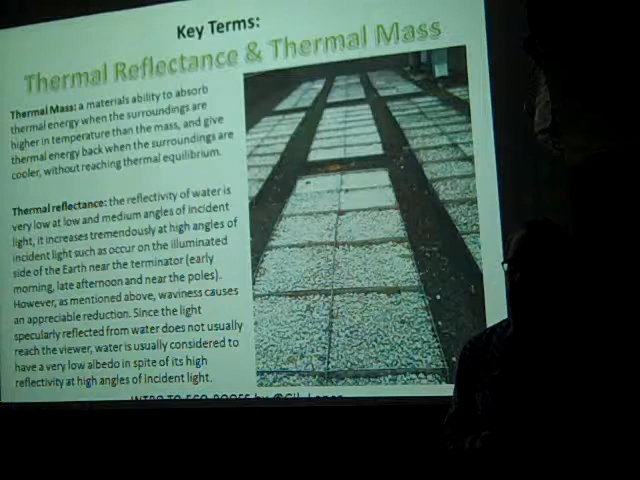 Key Terms:
Thermal Reflectance & Thermal Mass
Thermal Mass: a materials ability to absorb
thermal energy when the surroundings are
higher in temperature than the mass, and give
thermal energy back when the surroundings are
cooler, without reaching thermal equilibrium.
Thermal reflectance: the reflectivity of water is
very low at low and medium angles of incident
light, it increases tremendously at high angles of
incident light such as occur on the illuminated
side of the Earth near the terminator (early
morning, late afternoon and near the poles).
However, as mentioned above, waviness causes
an appreciable reduction. Since the light
specularly reflected from water does not usually
reach the viewer, water is usually considered to
have a very low albedo in spite of its high
reflectivity at high angles of incident light.
INTRO TO ECO-ROOFS by